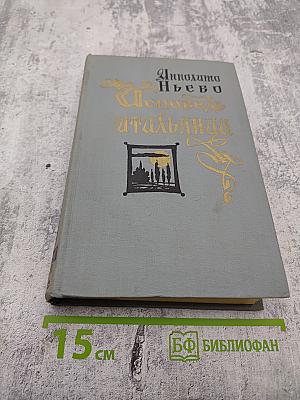 Ипполито
Ньево
Исповедь
итальянца
15 см
БФ БИБЛИОФАН